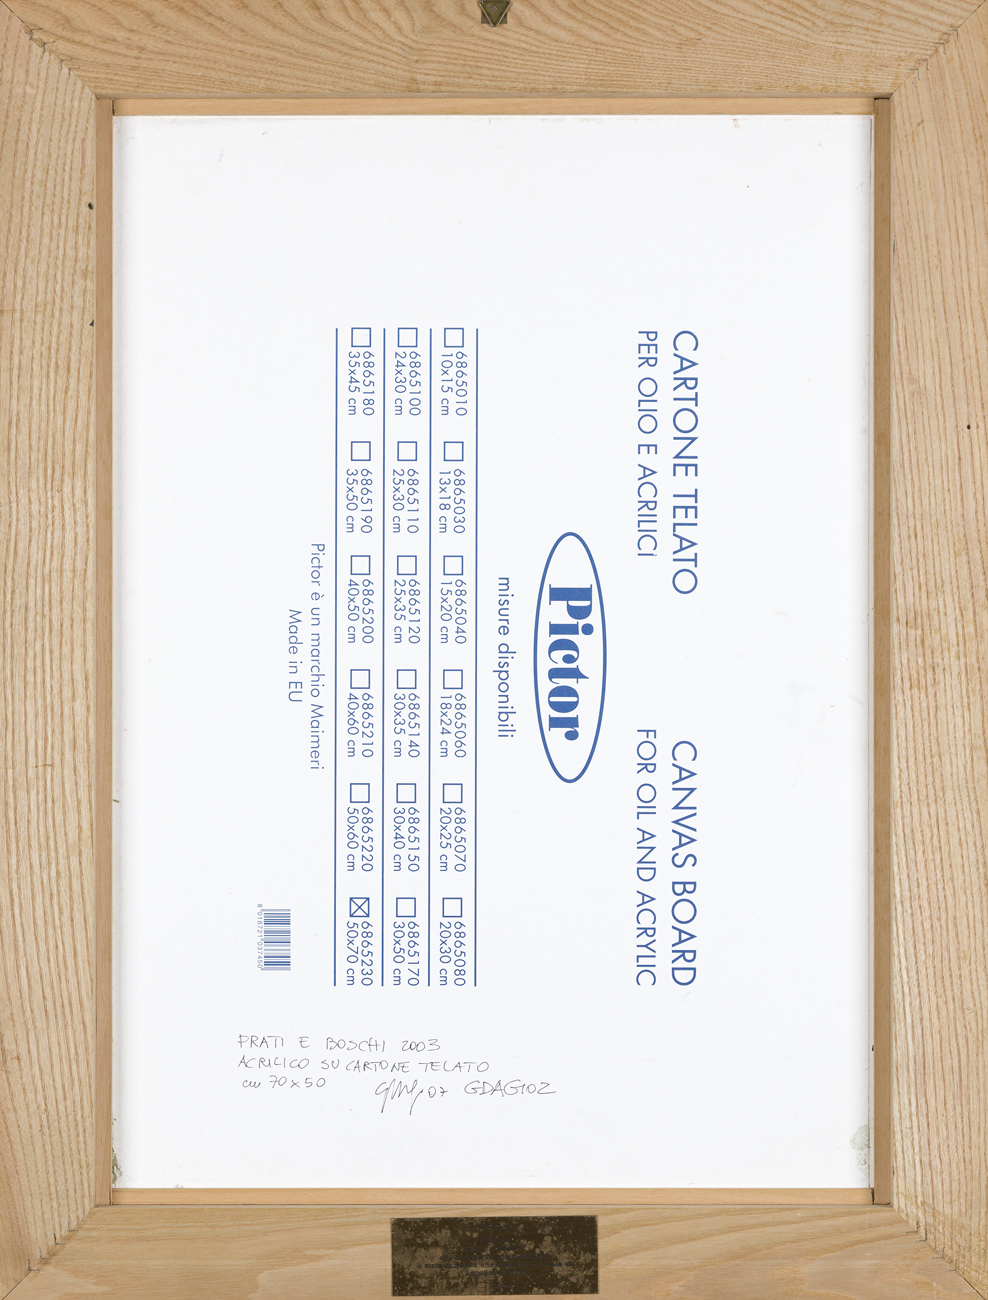 CARTONE TELATO
PER OLIO E ACRILICI
CANVAS BOARD
FOR OIL AND ACRYLIC
Pictor
misure disponibili
6865010 6865030 6865040 6865060 6865070 6865080
10x15 cm 13x18 cm 15x20 cm 18x24 cm 20x25 cm 20x30 cm
6865100 6865110 6865120 6865140 6865150 6865170
24x30 cm 25x30 cm 25x35 cm 30x35 cm 30x40 cm 30x50 cm
6865180 6865190 6865200 6865210 6865220 6865230
35x45 cm 35x50 cm 40x50 cm 40x60 cm 50x60 cm 50x70 cm
Pictor è un marchio Maimeri
Made in EU
8 018721 037450
PRATI E BOSCHI 2003
ACRILICO SU CARTONE TELATO
cm 70x50
07 GDAG102